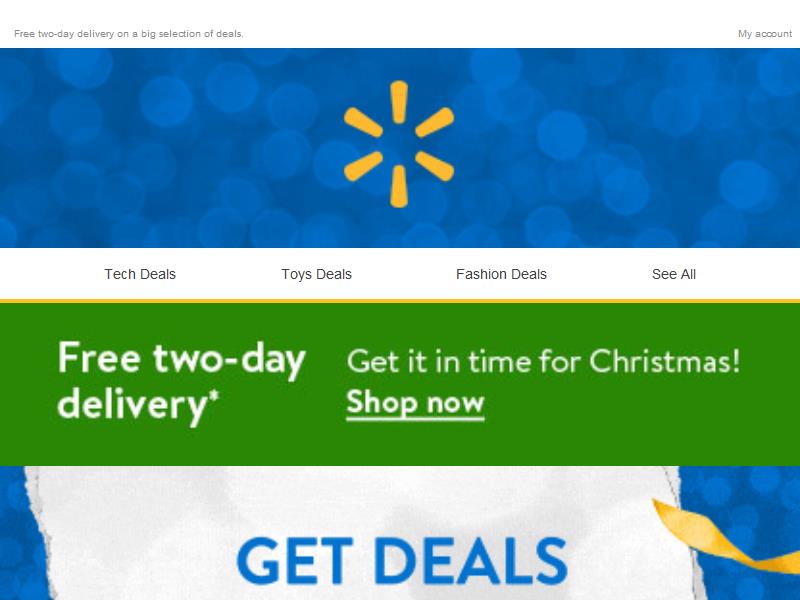 Free two-day delivery on a big selection of deals.
My account
Tech Deals
Toys Deals
Fashion Deals
See All
Free two-day
delivery*
Get it in time for Christmas!
Shop now
GET DEALS